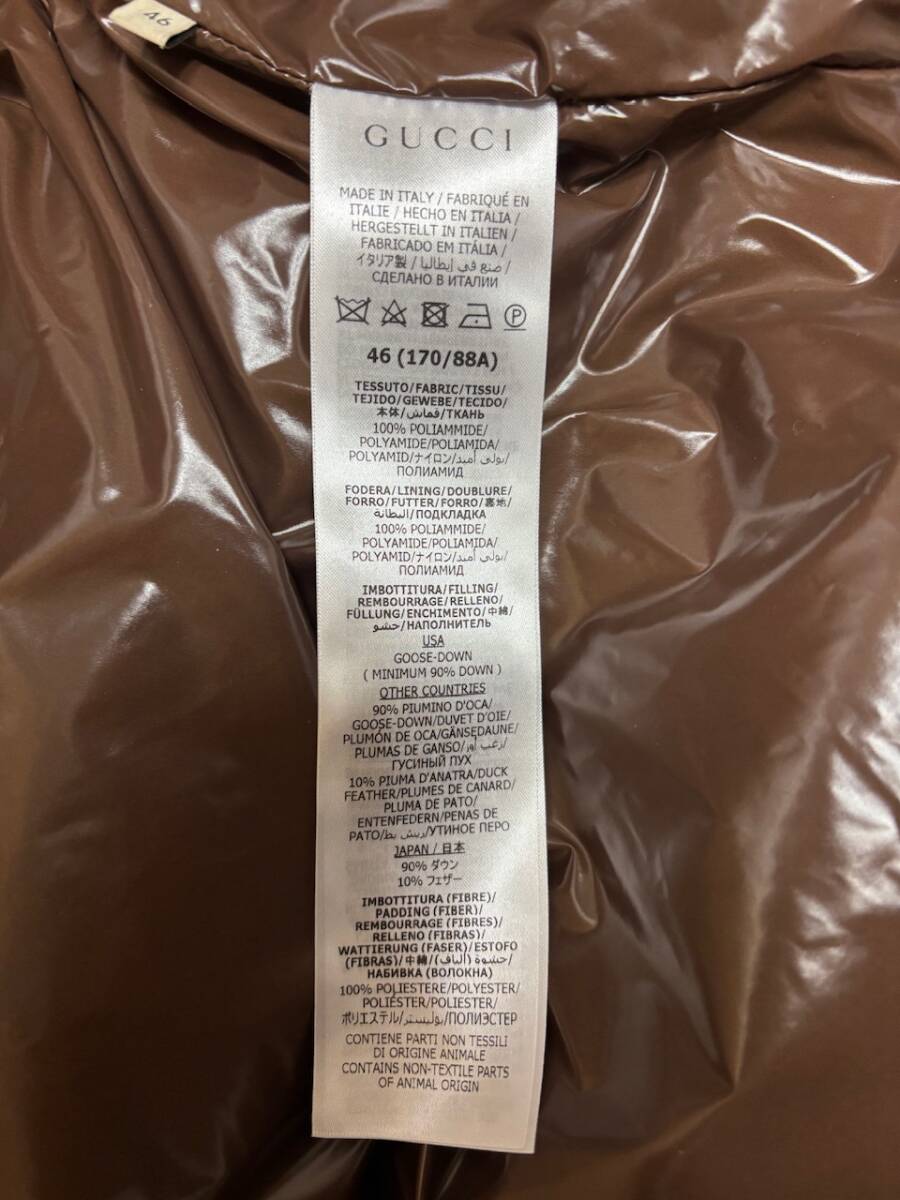 46
GUCCI
MADE IN ITALY / FABRIQUÉ EN
ITALIE / HECHO EN ITALIA /
HERGESTELLT IN ITALIEN /
FABRICADO EM ITÁLIA /
イタリア製 / صنع في إيطاليا /
СДЕЛАНО В ИТАЛИИ
P
46 (170/88A)
TESSUTO/FABRIC/TISSU/
TEJIDO/GEWEBE/TECIDO/
本体/قماش/ТКАНЬ
100% POLIAMMIDE/
POLYAMIDE/POLIAMIDA/
POLYAMID/ナイロン/بولي أميد/
ПОЛИАМИД
FODERA/LINING/DOUBLURE/
FORRO/FUTTER/FORRO/裏地/
البطانة/ПОДКЛАДКА
100% POLIAMMIDE/
POLYAMIDE/POLIAMIDA/
POLYAMID/ナイロン/بولي أميد/
ПОЛИАМИД
IMBOTTITURA/FILLING/
REMBOURRAGE/RELLENO/
FÜLLUNG/ENCHIMENTO/中綿/
حشو/НАПОЛНИТЕЛЬ
USA
GOOSE-DOWN
( MINIMUM 90% DOWN )
OTHER COUNTRIES
90% PIUMINO D'OCA/
GOOSE-DOWN/DUVET D'OIE/
PLUMÓN DE OCA/GÄNSEDAUNE/
PLUMAS DE GANSO/زغب أوز/
ГУСИНЫЙ ПУХ
10% PIUMA D'ANATRA/DUCK
FEATHER/PLUMES DE CANARD/
PLUMA DE PATO/
ENTENFEDERN/PENAS DE
PATO/ريش بط/УТИНОЕ ПЕРО
JAPAN / 日本
90% ダウン
10% フェザー
IMBOTTITURA (FIBRE)/
PADDING (FIBER)/
REMBOURRAGE (FIBRES)/
RELLENO (FIBRAS)/
WATTIERUNG (FASER)/ESTOFO
(FIBRAS)/中綿/حشوة (ألياف)/
НАБИВКА (ВОЛОКНА)
100% POLIESTERE/POLYESTER/
POLIÉSTER/POLIESTER/
ポリエステル/بوليستر/ПОЛИЭСТЕР
CONTIENE PARTI NON TESSILI
DI ORIGINE ANIMALE
CONTAINS NON-TEXTILE PARTS
OF ANIMAL ORIGIN